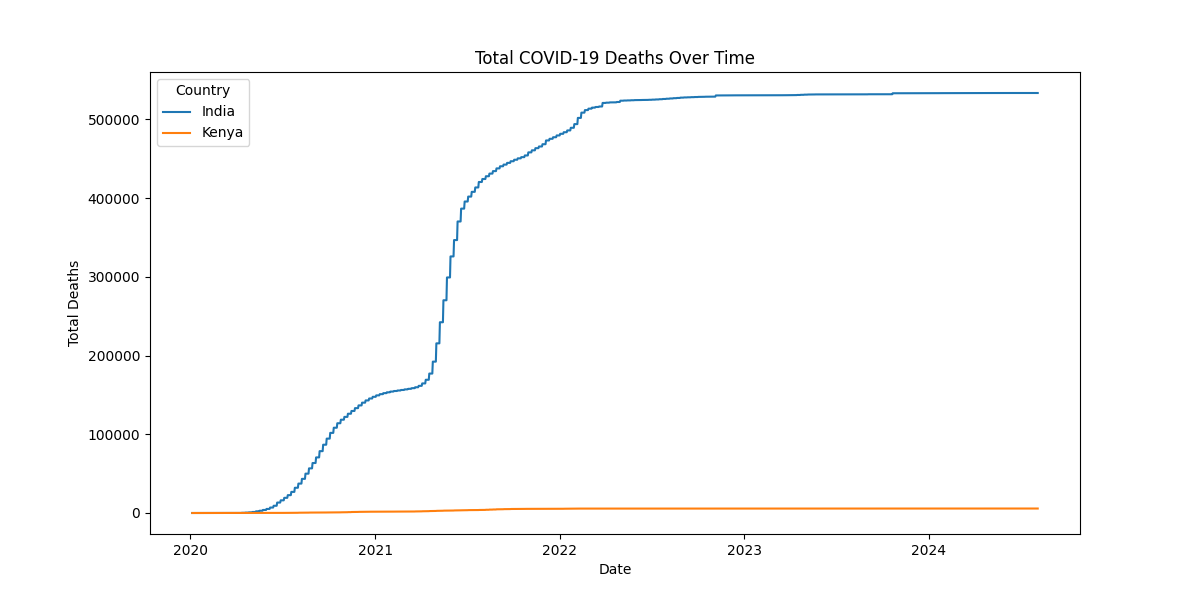 Total COVID-19 Deaths Over Time
Country
India
Kenya
500000
400000
300000
200000
100000
0
Total Deaths
2020 2021 2022 2023 2024
Date